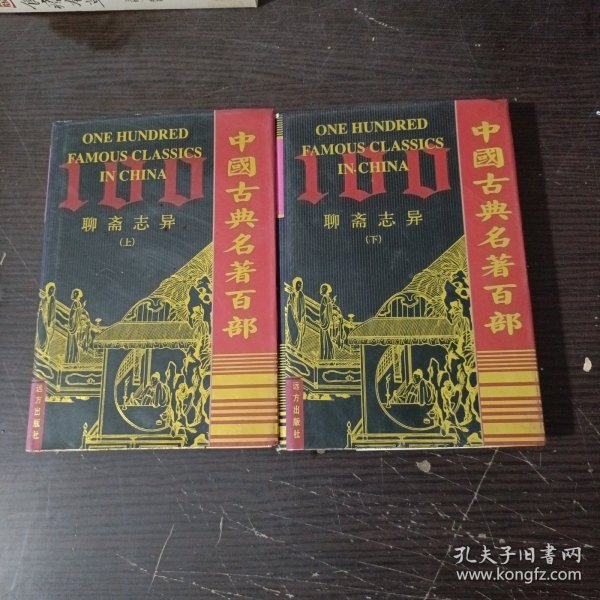 ONE HUNDRED
FAMOUS CLASSICS
IN CHINA
100
聊斋志异
(上)
中國古典名著百部
远方出版社
ONE HUNDRED
FAMOUS CLASSICS
IN CHINA
100
聊斋志异
(下)
中國古典名著百部
远方出版社
孔夫子旧书网
www.kongfz.com